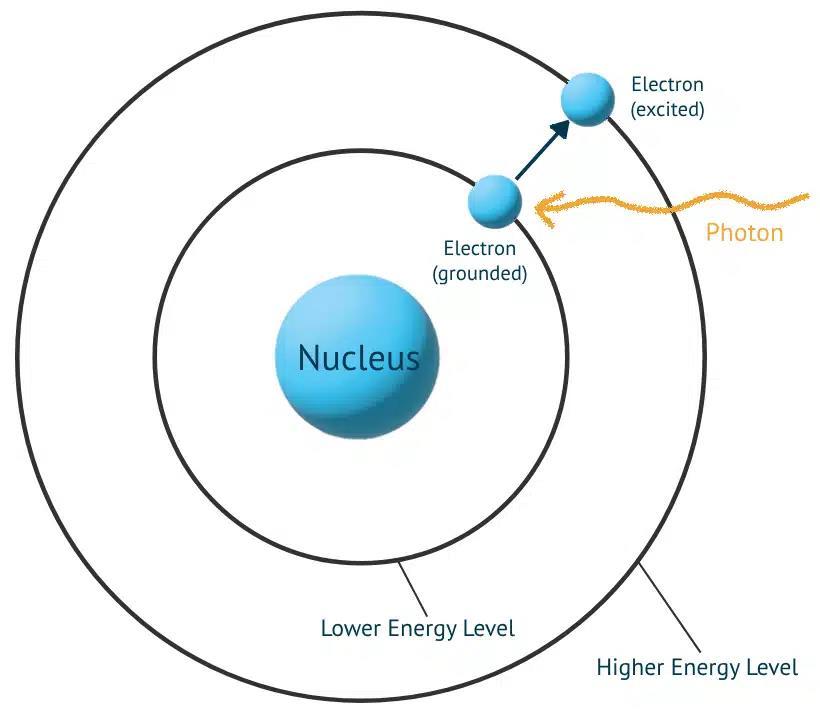 Electron
(excited)
Photon
Electron
(grounded)
Nucleus
Lower Energy Level
Higher Energy Level